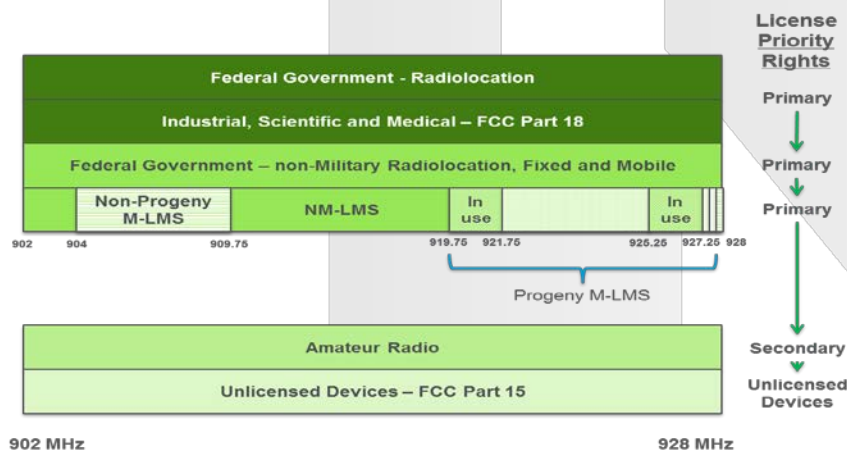 License
Priority
Rights
Federal Government - Radiolocation
Primary
Industrial, Scientific and Medical – FCC Part 18
Federal Government – non-Military Radiolocation, Fixed and Mobile
Primary
Non-Progeny
M-LMS
NM-LMS
In
use
In
use
Primary
902
904
909.75
919.75
921.75
925.25
927.25
928
Progeny M-LMS
Amateur Radio
Secondary
Unlicensed Devices – FCC Part 15
Unlicensed
Devices
902 MHz
928 MHz